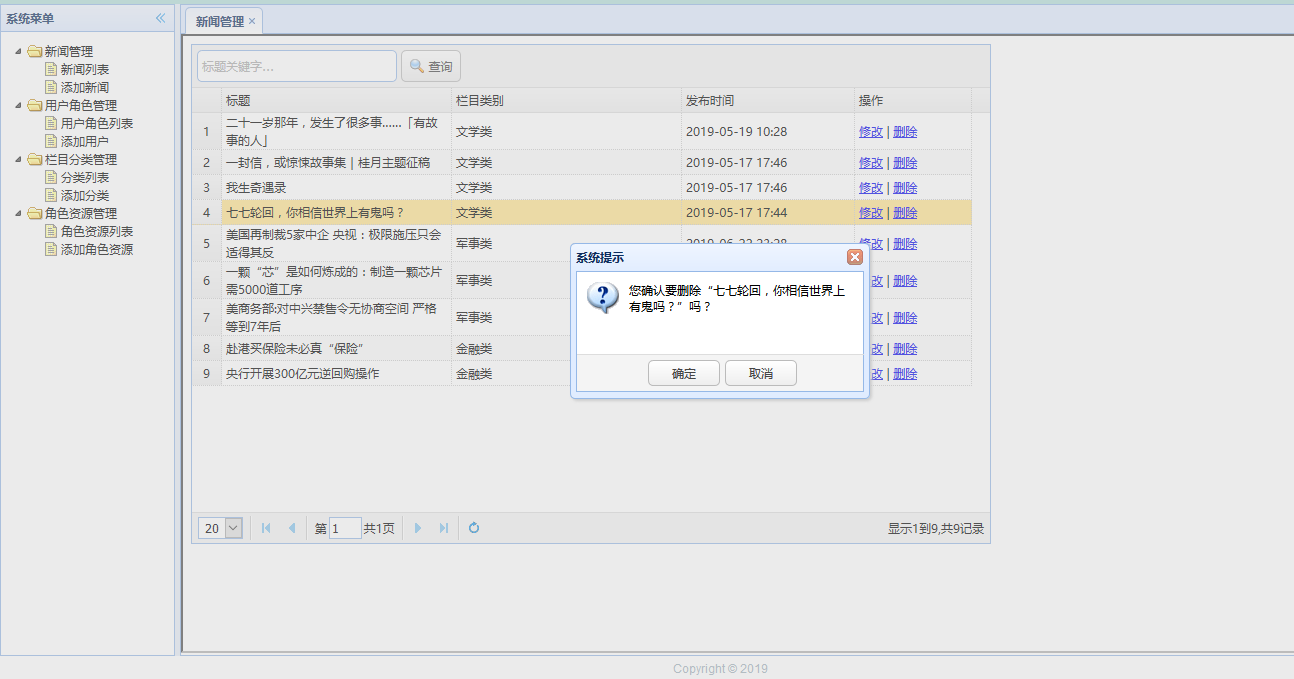 系统菜单
新闻管理
新闻列表
添加新闻
用户角色管理
用户角色列表
添加用户
栏目分类管理
分类列表
添加分类
角色资源管理
角色资源列表
添加角色资源
新闻管理
标题关键字...
查询
标题 栏目类别 发布时间 操作
1 二十一岁那年，发生了很多事……「有故
事的人」 文学类 2019-05-19 10:28 修改 | 删除
2 一封信，或惊悚故事集 | 桂月主题征稿 文学类 2019-05-17 17:46 修改 | 删除
3 我生奇遇录 文学类 2019-05-17 17:46 修改 | 删除
4 七七轮回，你相信世界上有鬼吗？ 文学类 2019-05-17 17:44 修改 | 删除
5 美国再制裁5家中企 央视：极限施压只会
适得其反 军事类 删除
6 一颗“芯”是如何炼成的：制造一颗芯片
需5000道工序 军事类 改 | 删除
7 美商务部:对中兴禁售令无协商空间 严格
等到7年后 军事类 改 | 删除
8 赴港买保险未必真“保险” 金融类 改 | 删除
9 央行开展300亿元逆回购操作 金融类 改 | 删除
系统提示
您确认要删除“七七轮回，你相信世界上
有鬼吗？”吗？
确定 取消
20 第 1 共1页 显示1到9,共9记录
Copyright © 2019